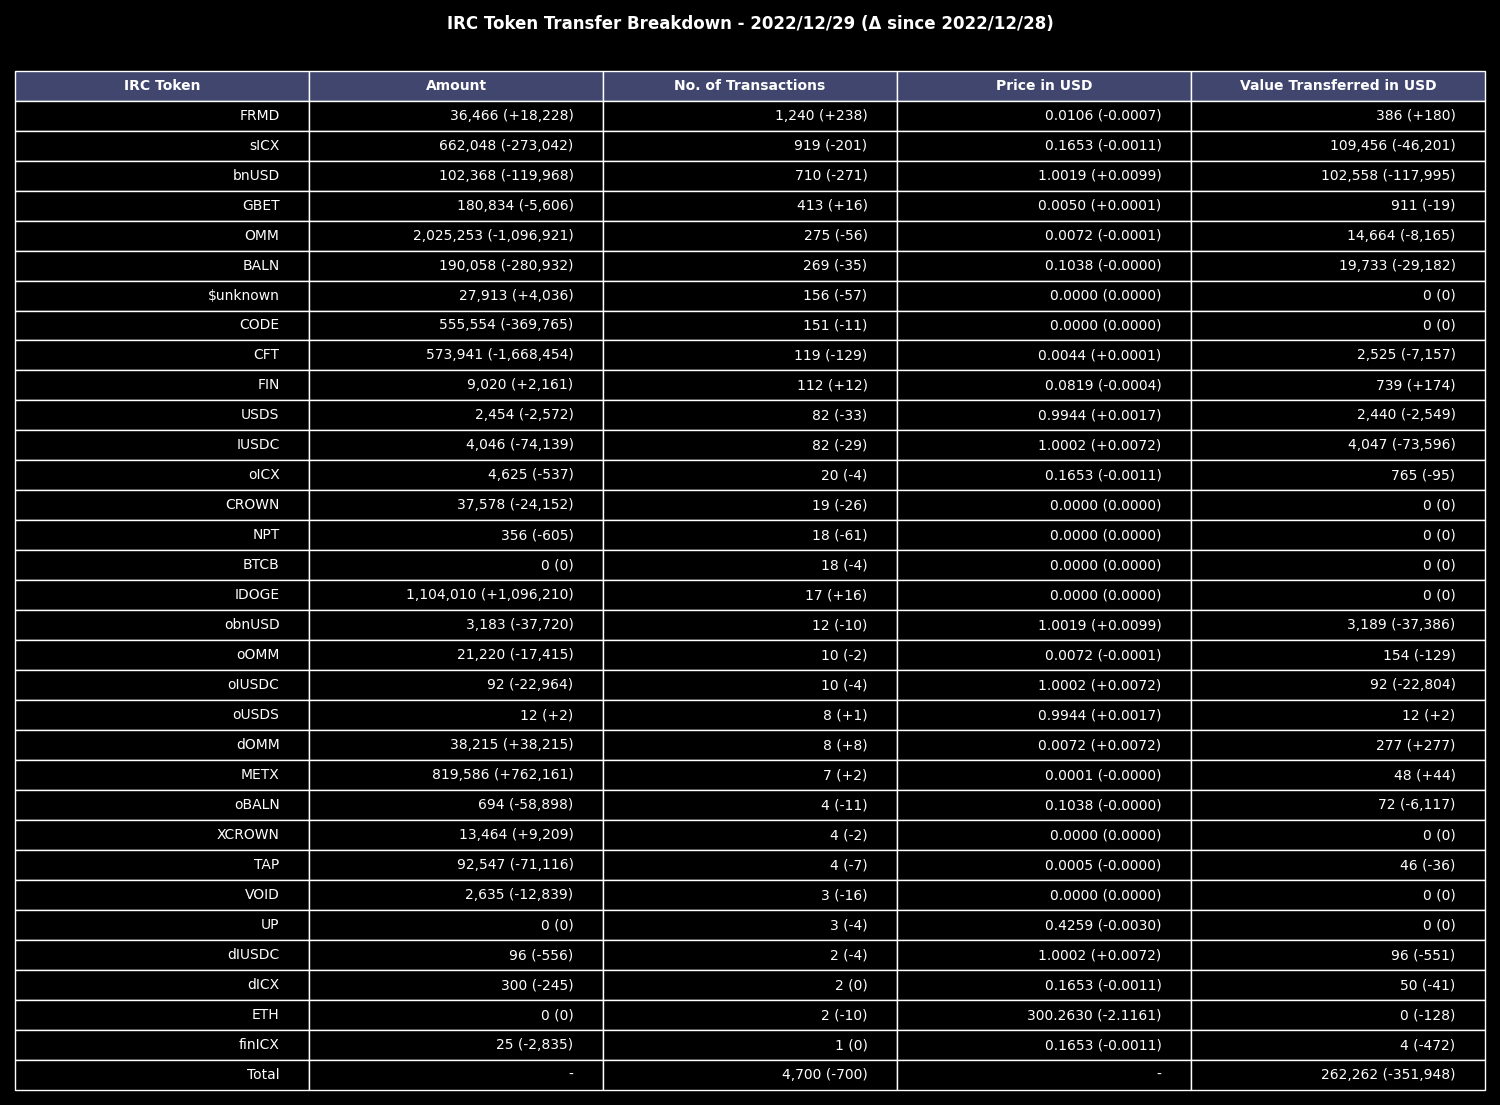 IRC Token Transfer Breakdown - 2022/12/29 (Δ since 2022/12/28)
IRC Token Amount No. of Transactions Price in USD Value Transferred in USD
FRMD 36,466 (+18,228) 1,240 (+238) 0.0106 (-0.0007) 386 (+180)
sICX 662,048 (-273,042) 919 (-201) 0.1653 (-0.0011) 109,456 (-46,201)
bnUSD 102,368 (-119,968) 710 (-271) 1.0019 (+0.0099) 102,558 (-117,995)
GBET 180,834 (-5,606) 413 (+16) 0.0050 (+0.0001) 911 (-19)
OMM 2,025,253 (-1,096,921) 275 (-56) 0.0072 (-0.0001) 14,664 (-8,165)
BALN 190,058 (-280,932) 269 (-35) 0.1038 (-0.0000) 19,733 (-29,182)
$unknown 27,913 (+4,036) 156 (-57) 0.0000 (0.0000) 0 (0)
CODE 555,554 (-369,765) 151 (-11) 0.0000 (0.0000) 0 (0)
CFT 573,941 (-1,668,454) 119 (-129) 0.0044 (+0.0001) 2,525 (-7,157)
FIN 9,020 (+2,161) 112 (+12) 0.0819 (-0.0004) 739 (+174)
USDS 2,454 (-2,572) 82 (-33) 0.9944 (+0.0017) 2,440 (-2,549)
IUSDC 4,046 (-74,139) 82 (-29) 1.0002 (+0.0072) 4,047 (-73,596)
oICX 4,625 (-537) 20 (-4) 0.1653 (-0.0011) 765 (-95)
CROWN 37,578 (-24,152) 19 (-26) 0.0000 (0.0000) 0 (0)
NPT 356 (-605) 18 (-61) 0.0000 (0.0000) 0 (0)
BTCB 0 (0) 18 (-4) 0.0000 (0.0000) 0 (0)
IDOGE 1,104,010 (+1,096,210) 17 (+16) 0.0000 (0.0000) 0 (0)
obnUSD 3,183 (-37,720) 12 (-10) 1.0019 (+0.0099) 3,189 (-37,386)
oOMM 21,220 (-17,415) 10 (-2) 0.0072 (-0.0001) 154 (-129)
oIUSDC 92 (-22,964) 10 (-4) 1.0002 (+0.0072) 92 (-22,804)
oUSDS 12 (+2) 8 (+1) 0.9944 (+0.0017) 12 (+2)
dOMM 38,215 (+38,215) 8 (+8) 0.0072 (+0.0072) 277 (+277)
METX 819,586 (+762,161) 7 (+2) 0.0001 (-0.0000) 48 (+44)
oBALN 694 (-58,898) 4 (-11) 0.1038 (-0.0000) 72 (-6,117)
XCROWN 13,464 (+9,209) 4 (-2) 0.0000 (0.0000) 0 (0)
TAP 92,547 (-71,116) 4 (-7) 0.0005 (-0.0000) 46 (-36)
VOID 2,635 (-12,839) 3 (-16) 0.0000 (0.0000) 0 (0)
UP 0 (0) 3 (-4) 0.4259 (-0.0030) 0 (0)
dIUSDC 96 (-556) 2 (-4) 1.0002 (+0.0072) 96 (-551)
dICX 300 (-245) 2 (0) 0.1653 (-0.0011) 50 (-41)
ETH 0 (0) 2 (-10) 300.2630 (-2.1161) 0 (-128)
finICX 25 (-2,835) 1 (0) 0.1653 (-0.0011) 4 (-472)
Total - 4,700 (-700) - 262,262 (-351,948)